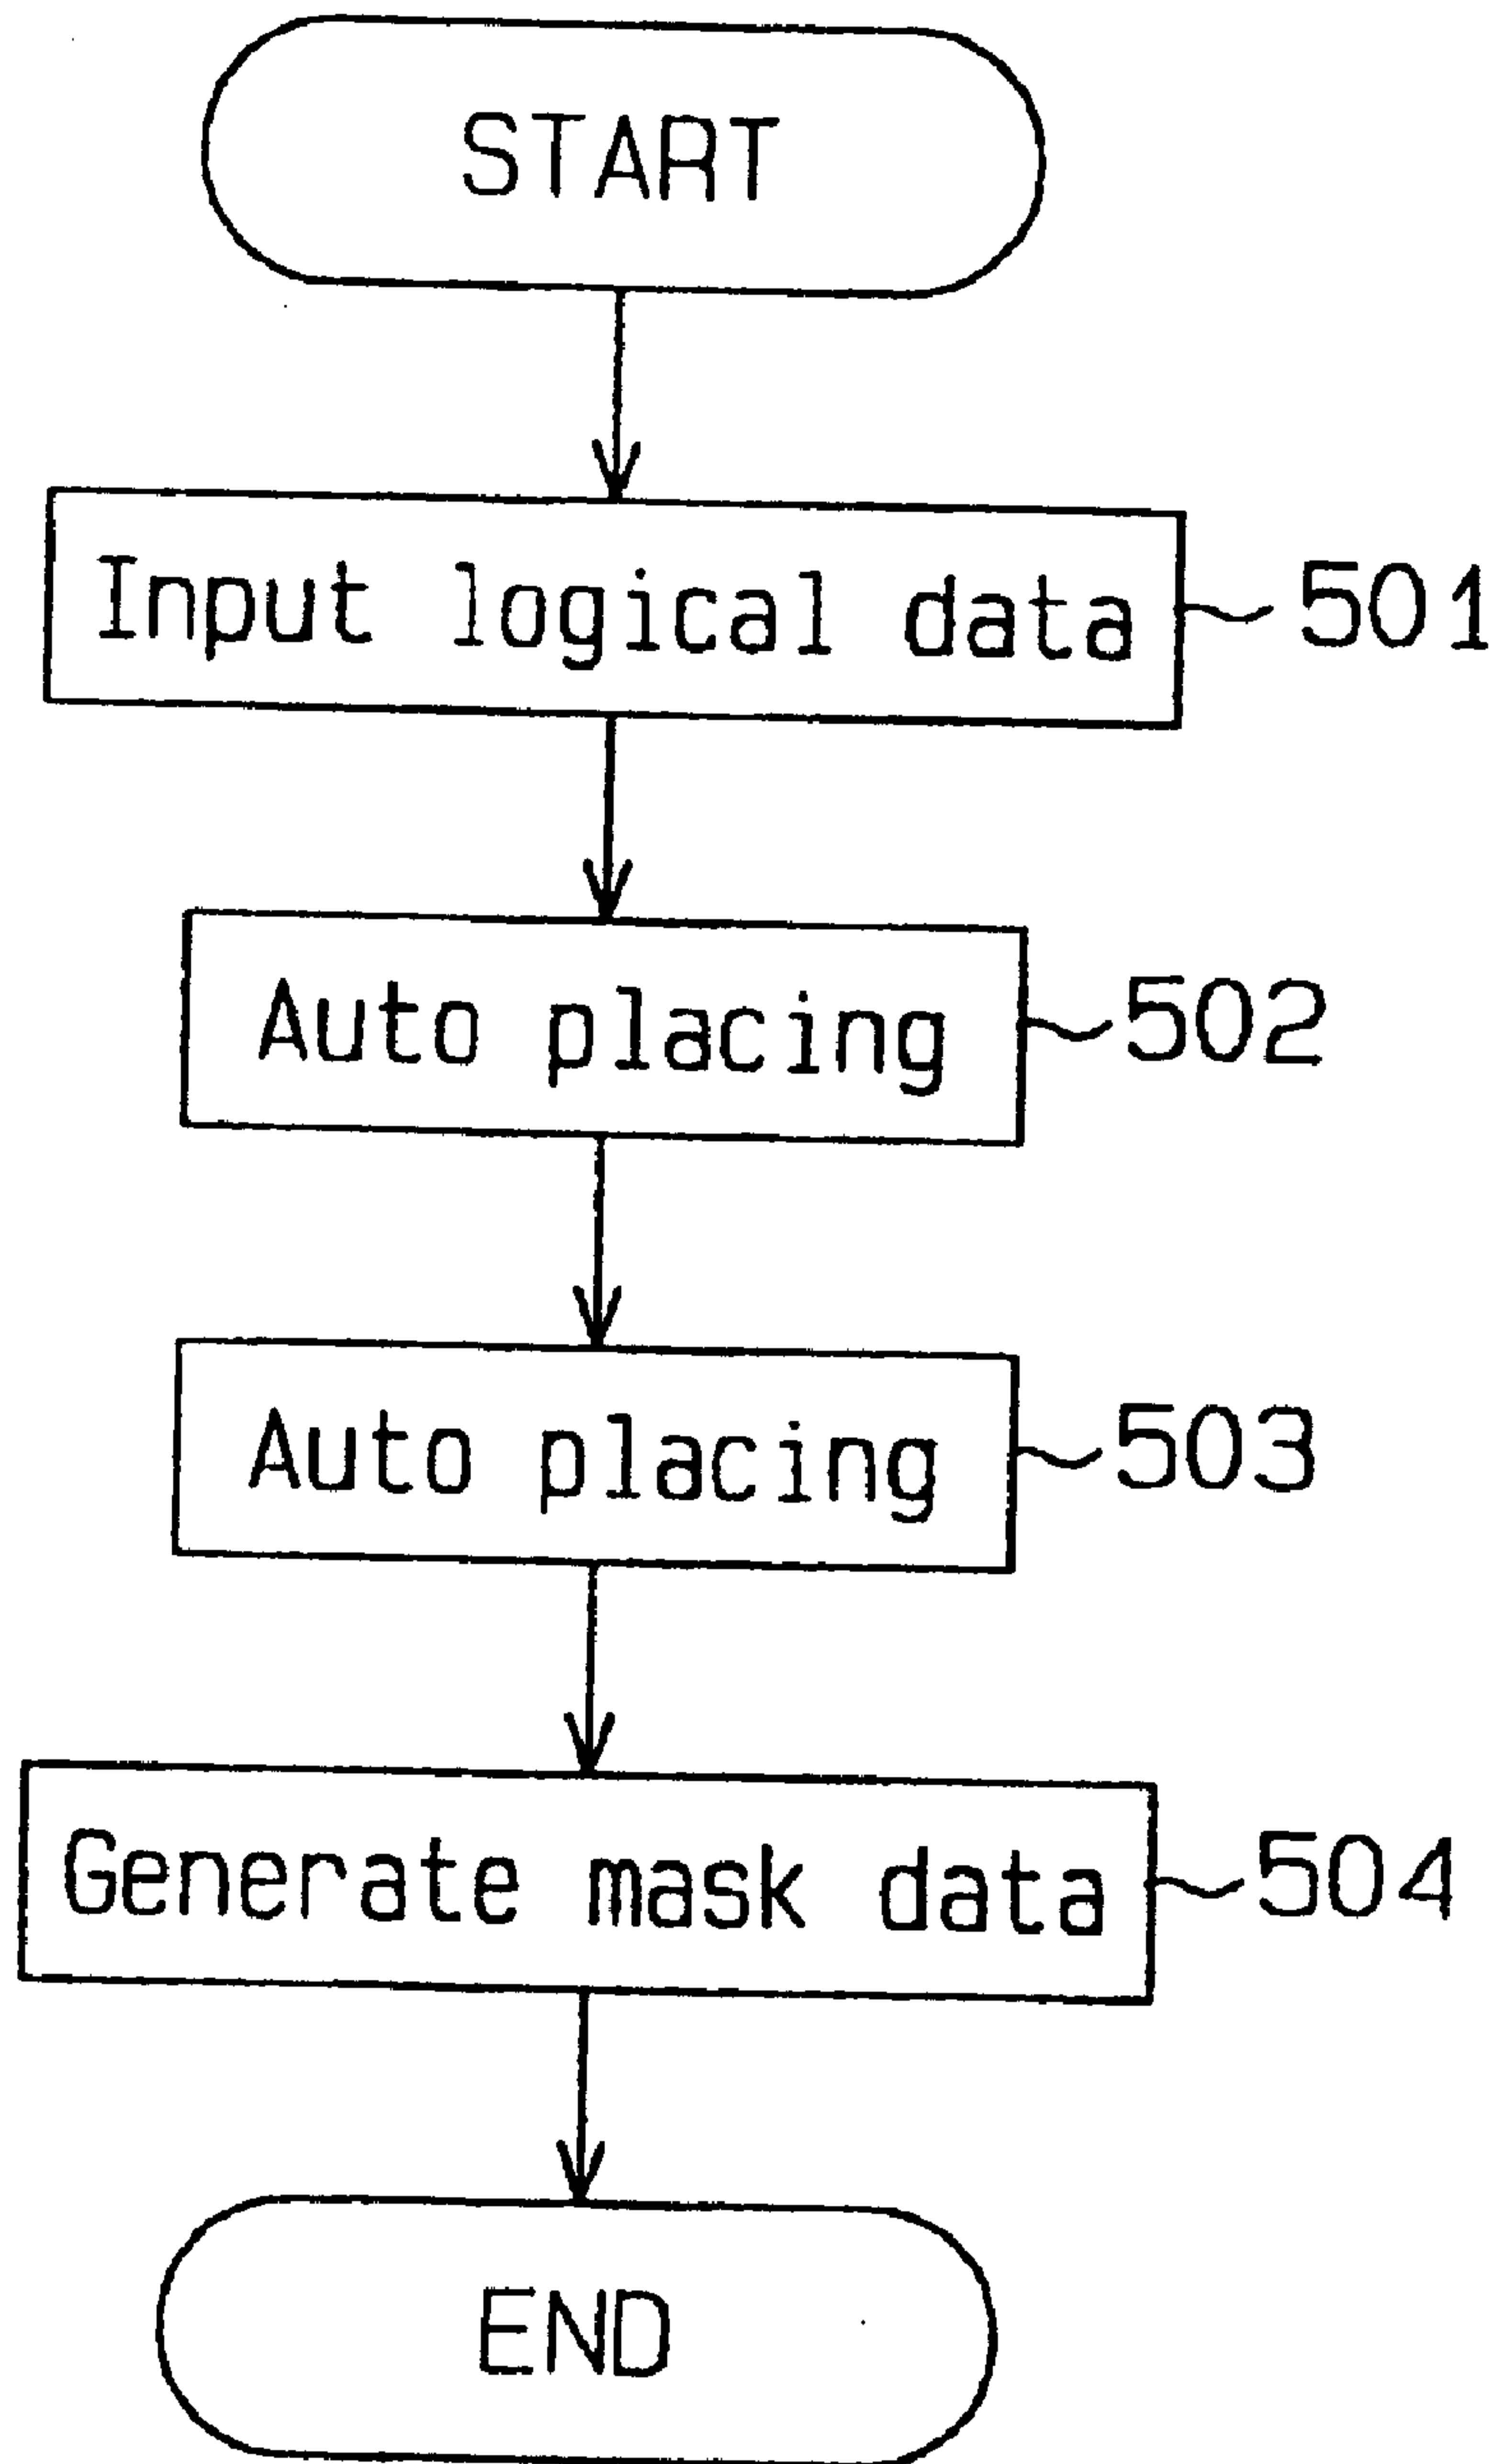 START
Input logical data 501
Auto placing 502
Auto placing 503
Generate mask data 504
END